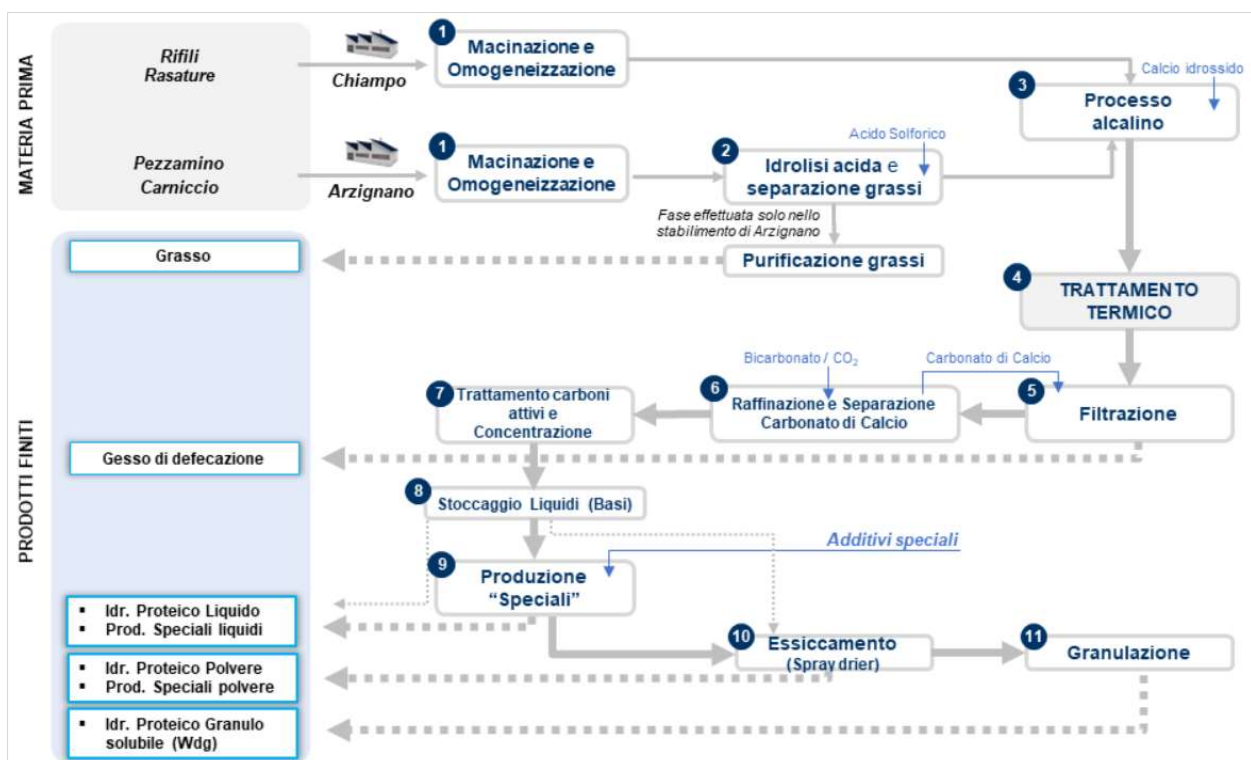 MATERIA PRIMA
Rifili
Rasature
Chiampo
1
Macinazione e
Omogeneizzazione
Calcio idrossido
3
Processo
alcalino
Pezzamino
Carniccio
Arzignano
1
Macinazione e
Omogeneizzazione
Acido Solforico
2
Idrolisi acida e
separazione grassi
Fase effettuata solo nello
stabilimento di Arzignano
Purificazione grassi
PRODOTTI FINITI
Grasso
4
TRATTAMENTO
TERMICO
Bicarbonato / CO₂
Carbonato di Calcio
5
Filtrazione
6
Raffinazione e Separazione
Carbonato di Calcio
7
Trattamento carboni
attivi e
Concentrazione
Gesso di defecazione
8
Stoccaggio Liquidi (Basi)
Additivi speciali
9
Produzione
“Speciali”
▪ Idr. Proteico Liquido
▪ Prod. Speciali liquidi
10
Essiccamento
(Spray drier)
11
Granulazione
▪ Idr. Proteico Polvere
▪ Prod. Speciali polvere
▪ Idr. Proteico Granulo
solubile (Wdg)